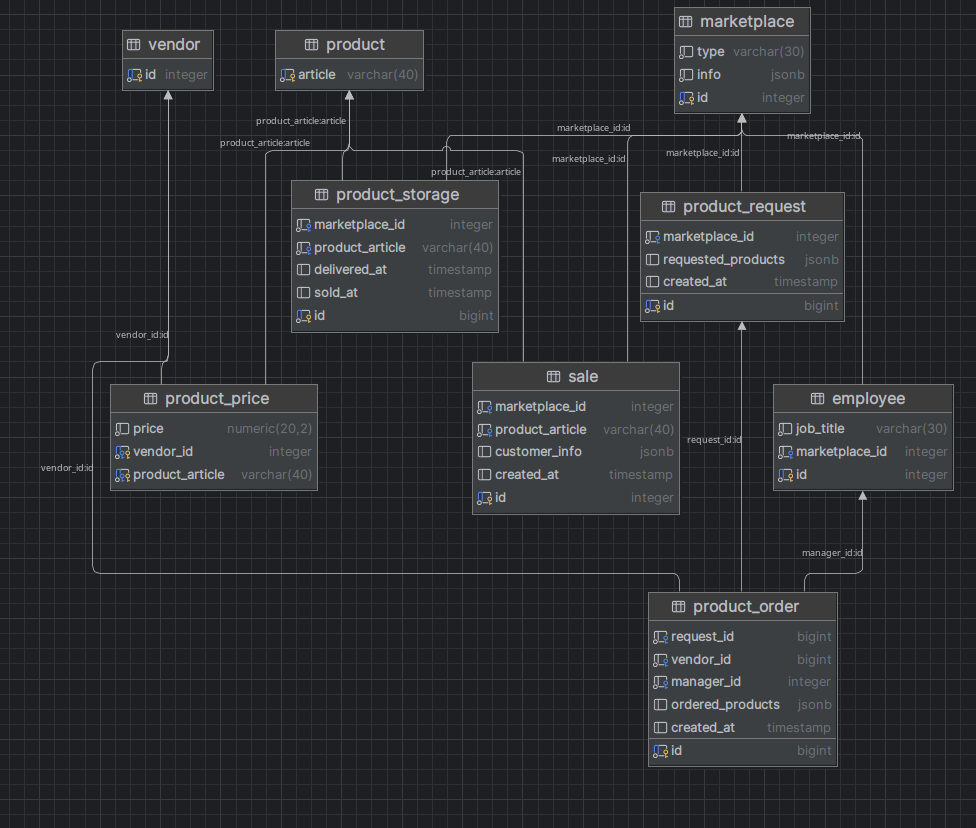 vendor
id integer
product
article varchar(40)
marketplace
type varchar(30)
info jsonb
id integer
product_article:article
product_article:article
product_article:article
marketplace_id:id
marketplace_id:id
marketplace_id:id
marketplace_id:id
product_storage
marketplace_id integer
product_article varchar(40)
delivered_at timestamp
sold_at timestamp
id bigint
product_request
marketplace_id integer
requested_products jsonb
created_at timestamp
id bigint
vendor_id:id
product_price
price numeric(20,2)
vendor_id integer
product_article varchar(40)
sale
marketplace_id integer
product_article varchar(40)
customer_info jsonb
created_at timestamp
id integer
employee
job_title varchar(30)
marketplace_id integer
id integer
request_id:id
vendor_id:id
manager_id:id
product_order
request_id bigint
vendor_id bigint
manager_id integer
ordered_products jsonb
created_at timestamp
id bigint